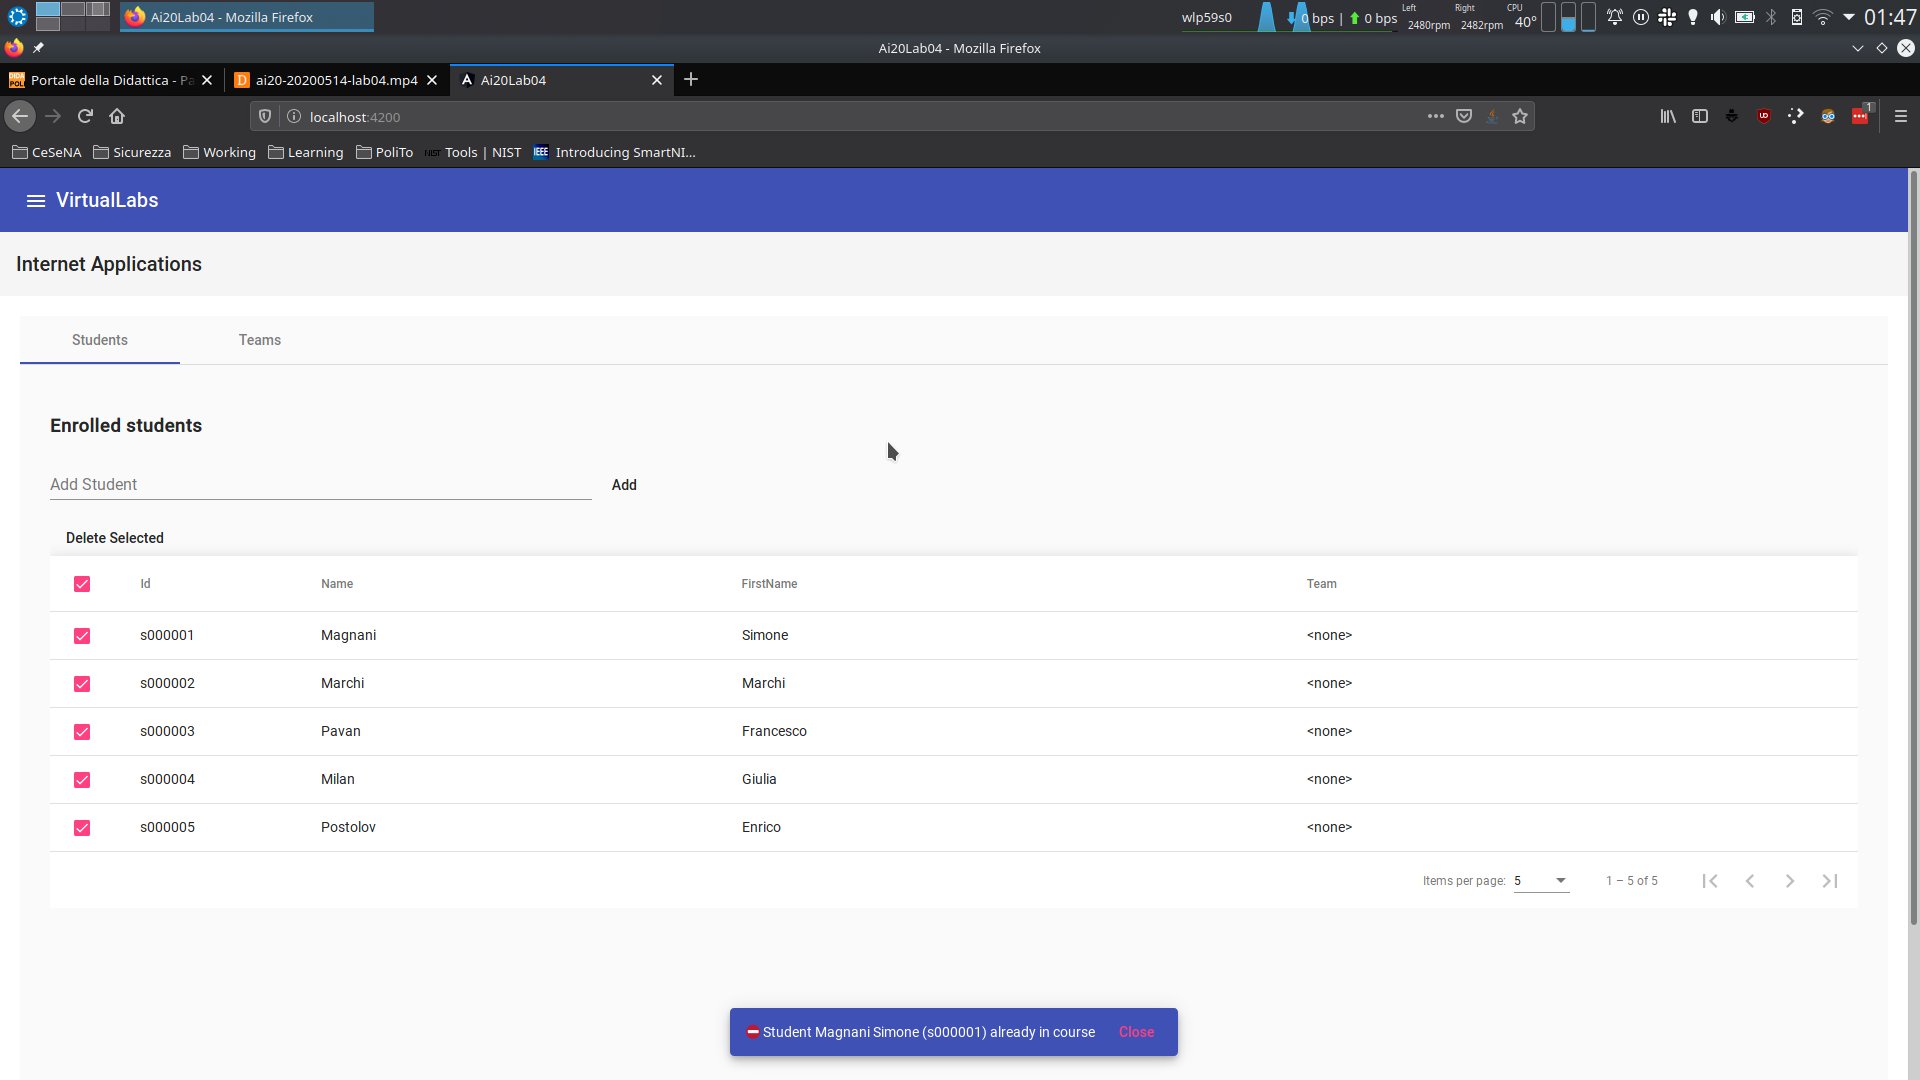 Ai20Lab04 - Mozilla Firefox
wlp59s0
0 bps | 0 bps
Left
2480rpm
Right
2482rpm
CPU
40°
01:47
Ai20Lab04 - Mozilla Firefox
Portale della Didattica - Pa
ai20-20200514-lab04.mp4
Ai20Lab04
localhost:4200
1
CeSeNA
Sicurezza
Working
Learning
PoliTo
NIST Tools | NIST
IEEE Introducing SmartNI...
VirtualLabs
Internet Applications
Students
Teams
Enrolled students
Add Student
Add
Delete Selected
Id Name FirstName Team
s000001 Magnani Simone <none>
s000002 Marchi Marchi <none>
s000003 Pavan Francesco <none>
s000004 Milan Giulia <none>
s000005 Postolov Enrico <none>
Items per page: 5 1 – 5 of 5
Student Magnani Simone (s000001) already in course Close